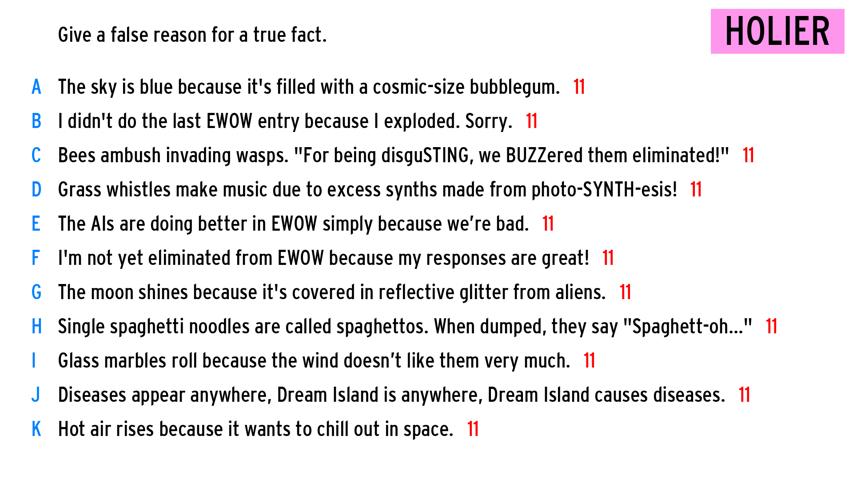 Give a false reason for a true fact.
HOLIER
A The sky is blue because it's filled with a cosmic-size bubblegum. 11
B I didn't do the last EWOW entry because I exploded. Sorry. 11
C Bees ambush invading wasps. "For being disguSTING, we BUZZered them eliminated!" 11
D Grass whistles make music due to excess synths made from photo-SYNTH-esis! 11
E The AIs are doing better in EWOW simply because we’re bad. 11
F I'm not yet eliminated from EWOW because my responses are great! 11
G The moon shines because it's covered in reflective glitter from aliens. 11
H Single spaghetti noodles are called spaghettos. When dumped, they say "Spaghett-oh..." 11
I Glass marbles roll because the wind doesn’t like them very much. 11
J Diseases appear anywhere, Dream Island is anywhere, Dream Island causes diseases. 11
K Hot air rises because it wants to chill out in space. 11